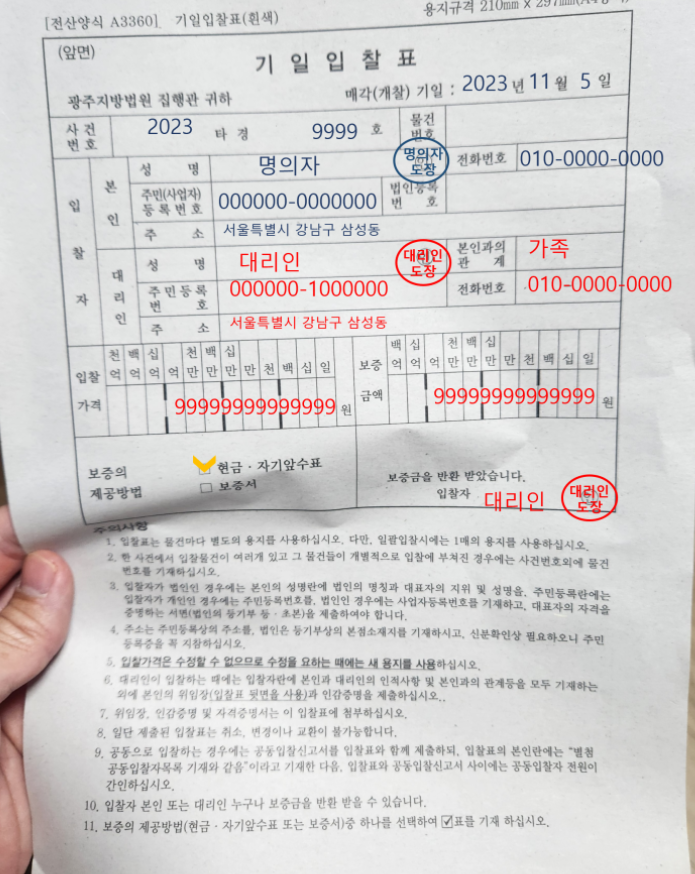 [전산양식 A3360] 기일입찰표(흰색) 용지규격 210mm × 297mm
(앞면)
기 일 입 찰 표
광주지방법원 집행관 귀하 매각(개찰) 기일 : 2023 년 11 월 5 일
사건번호 2023 타 경 9999 호 물건번호
입찰자 본인 성 명 명의자 명의자 도장 전화번호 010-0000-0000
주민(사업자)등록번호 000000-0000000 법인등록번 호
주 소 서울특별시 강남구 삼성동
대리인 성 명 대리인 대리인 도장 본인과의 관 계 가족
주민등록번 호 000000-1000000 전화번호 010-0000-0000
주 소 서울특별시 강남구 삼성동
입찰가격 천억 백억 십억 억 천만 백만 십만 만 천 백 십 일 보증금액 백억 십억 억 천만 백만 십만 만 천 백 십 일
99999999999999 원 99999999999999 원
보증의 제공방법 현금 · 자기앞수표
□ 보증서
보증금을 반환 받았습니다.
입찰자 대리인 대리인 도장
주의사항
1. 입찰표는 물건마다 별도의 용지를 사용하십시오. 다만, 일괄입찰시에는 1매의 용지를 사용하십시오.
2. 한 사건에서 입찰물건이 여러개 있고 그 물건들이 개별적으로 입찰에 부쳐진 경우에는 사건번호외에 물건
번호를 기재하십시오.
3. 입찰자가 법인인 경우에는 본인의 성명란에 법인의 명칭과 대표자의 지위 및 성명을, 주민등록란에는
입찰자가 개인인 경우에는 주민등록번호를, 법인인 경우에는 사업자등록번호를 기재하고, 대표자의 자격을
증명하는 서면(법인의 등기부 등 · 초본)을 제출하여야 합니다.
4. 주소는 주민등록상의 주소를, 법인은 등기부상의 본점소재지를 기재하시고, 신분확인상 필요하오니 주민
등록증을 꼭 지참하십시오.
5. 입찰가격은 수정할 수 없으므로 수정을 요하는 때에는 새 용지를 사용하십시오.
6. 대리인이 입찰하는 때에는 입찰자란에 본인과 대리인의 인적사항 및 본인과의 관계등을 모두 기재하는
외에 본인의 위임장(입찰표 뒷면을 사용)과 인감증명을 제출하십시오.
7. 위임장, 인감증명 및 자격증명서는 이 입찰표에 첨부하십시오.
8. 일단 제출된 입찰표는 취소, 변경이나 교환이 불가능합니다.
9. 공동으로 입찰하는 경우에는 공동입찰신고서를 입찰표와 함께 제출하되, 입찰표의 본인란에는 "별첨
공동입찰자목록 기재와 같음"이라고 기재한 다음, 입찰표와 공동입찰신고서 사이에는 공동입찰자 전원이
간인하십시오.
10. 입찰자 본인 또는 대리인 누구나 보증금을 반환 받을 수 있습니다.
11. 보증의 제공방법(현금 · 자기앞수표 또는 보증서)중 하나를 선택하여 ☑표를 기재 하십시오.